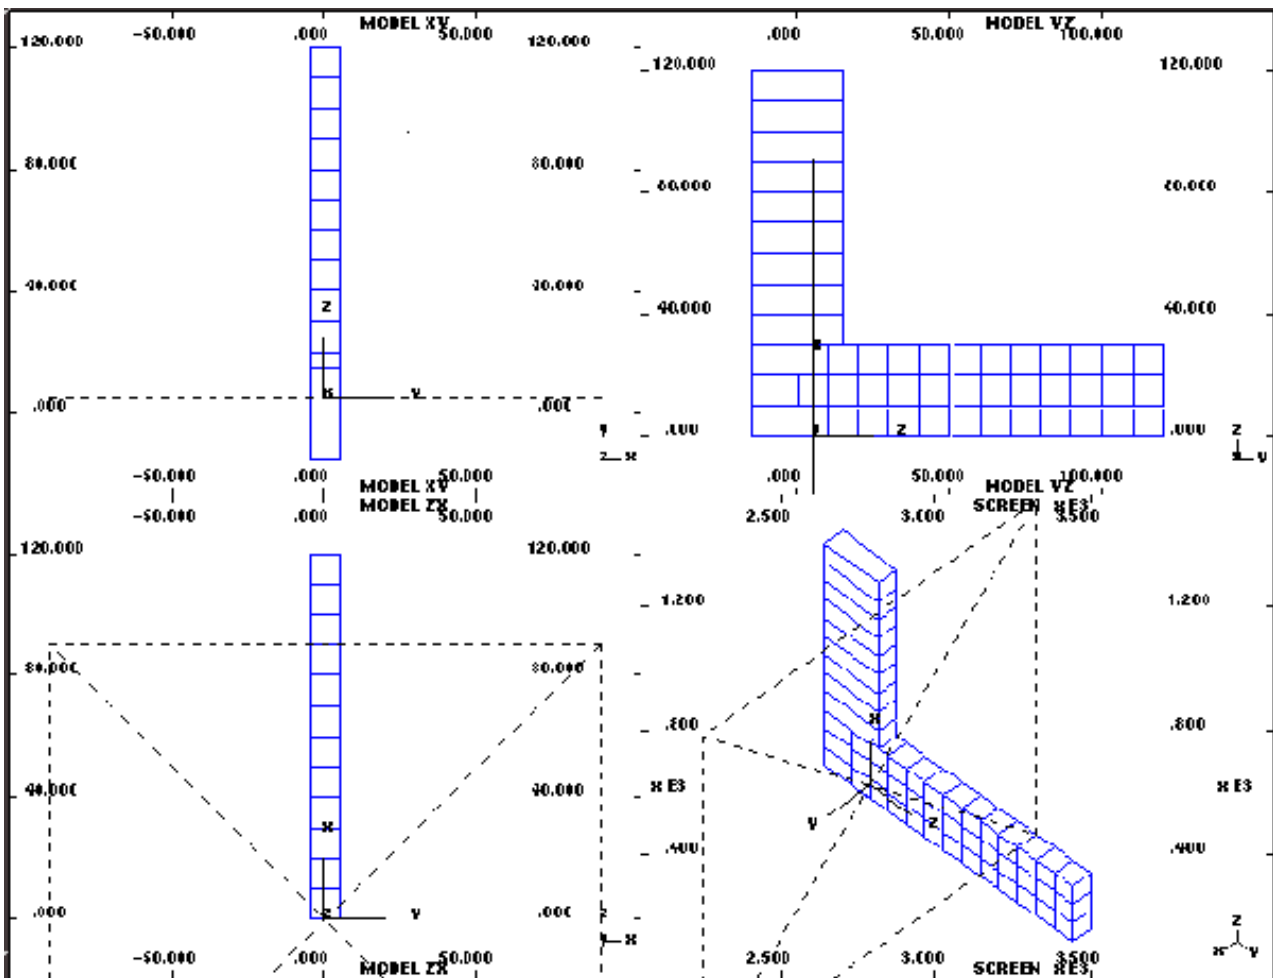 MODEL XY
-50.000 .000 50.000
120.000 120.000
80.000 80.000
Z
40.000 40.000
X Y
.000 .000
Y
Z X
-50.000 .000 50.000
MODEL XY
MODEL YZ
.000 50.000 100.000
120.000 120.000
80.000 80.000
40.000 40.000
.000 Z .000
Z
X Y
.000 50.000 100.000
MODEL YZ
MODEL ZX
-50.000 .000 50.000
120.000 120.000
80.000 80.000
40.000 40.000
X
.000 Z Y .000
Z
Y X
-50.000 .000 50.000
MODEL ZX
SCREEN X E3
2.500 3.000 3.500
1.200 1.200
X
.800 .800
X E3 X E3
Y Z
.400 .400
Z
X Y
2.500 3.000 3.500
SCREEN X E3